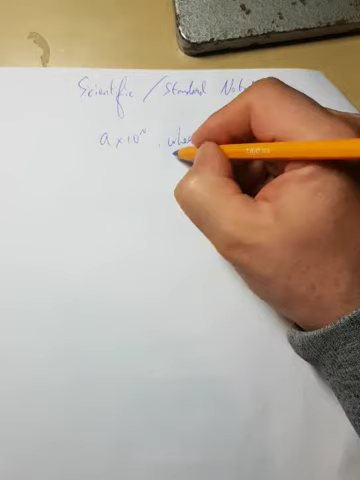 Scientific / Standard
a x 10ⁿ ,